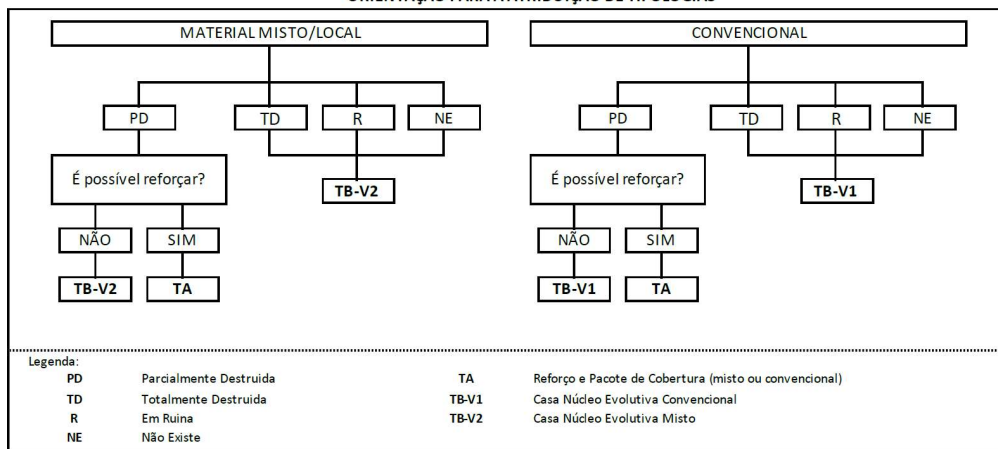 MATERIAL MISTO/LOCAL
CONVENCIONAL
PD
TD
R
NE
PD
TD
R
NE
É possível reforçar?
TB-V2
É possível reforçar?
TB-V1
NÃO
SIM
NÃO
SIM
TB-V2
TA
TB-V1
TA
Legenda:
PD Parcialmente Destruida
TA Reforço e Pacote de Cobertura (misto ou convencional)
TD Totalmente Destruida
TB-V1 Casa Núcleo Evolutiva Convencional
R Em Ruina
TB-V2 Casa Núcleo Evolutiva Misto
NE Não Existe